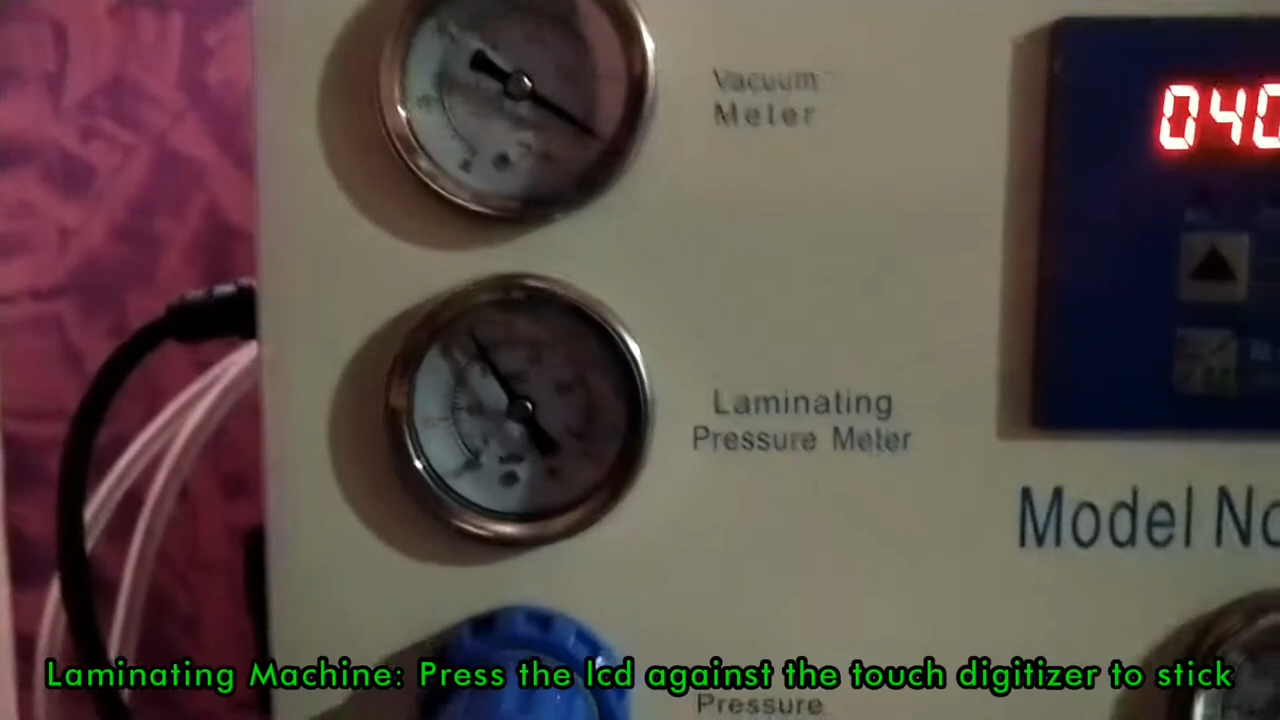 Vacuum
Meter
040
Laminating
Pressure Meter
Model No
Pressure
Laminating Machine: Press the lcd against the touch digitizer to stick